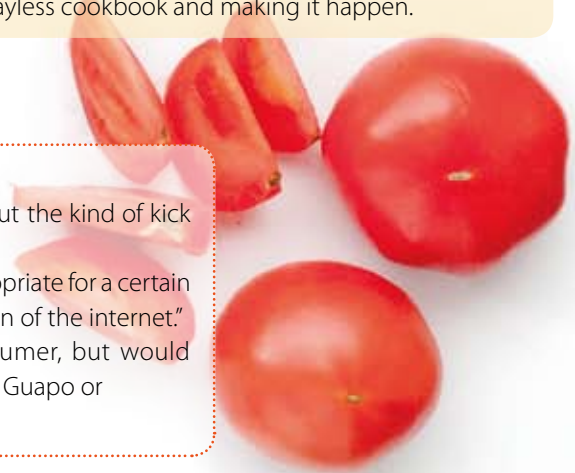 ayless cookbook and making it happen.
ut the kind of kick
opriate for a certain
n of the internet.”
umer, but would
Guapo or